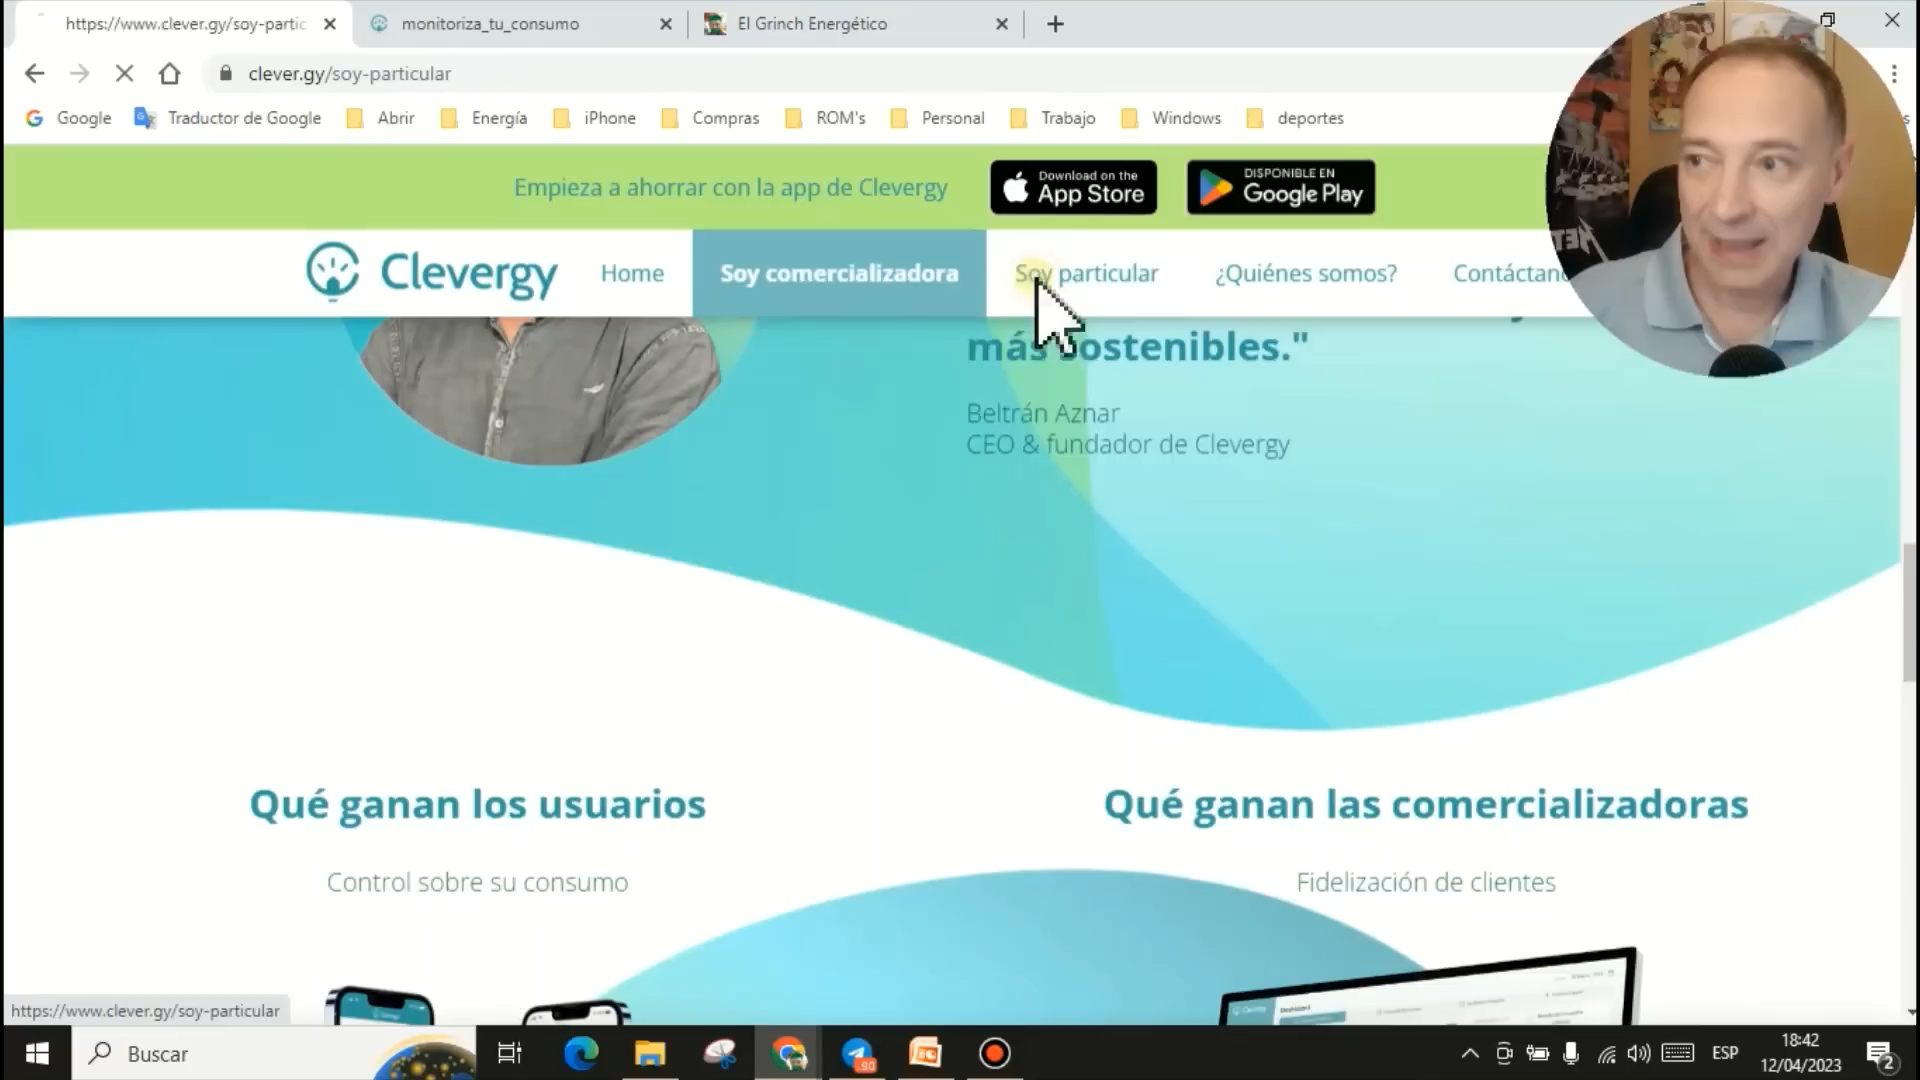 https://www.clever.gy/soy-partic
monitoriza_tu_consumo
El Grinch Energético
clever.gy/soy-particular
Google
Traductor de Google
Abrir
Energía
iPhone
Compras
ROM's
Personal
Trabajo
Windows
deportes
Empieza a ahorrar con la app de Clevergy
Download on the
App Store
DISPONIBLE EN
Google Play
Clevergy
Home
Soy comercializadora
Soy particular
¿Quiénes somos?
Contáctano
más sostenibles."
Beltrán Aznar
CEO & fundador de Clevergy
Qué ganan los usuarios
Qué ganan las comercializadoras
Control sobre su consumo
Fidelización de clientes
https://www.clever.gy/soy-particular
Buscar
90
ESP
18:42
12/04/2023
2